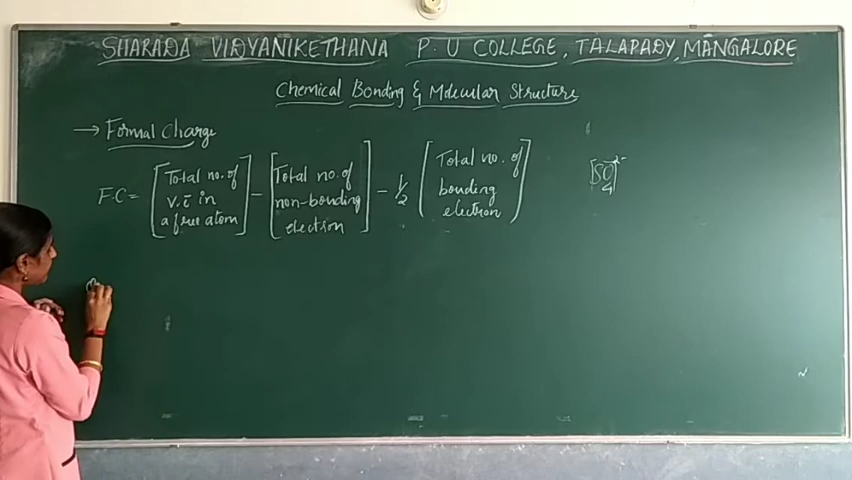 SHARADA VIDYANIKETHANA P. U COLLEGE, TALAPADY, MANGALORE
Chemical Bonding & Molecular Structure
→ Formal Charge
F.C = [Total no. of v.ē in a free atom] - [Total no. of non-bonding electron] - 1/2 [Total no. of bonding electron]
[SO4]2-